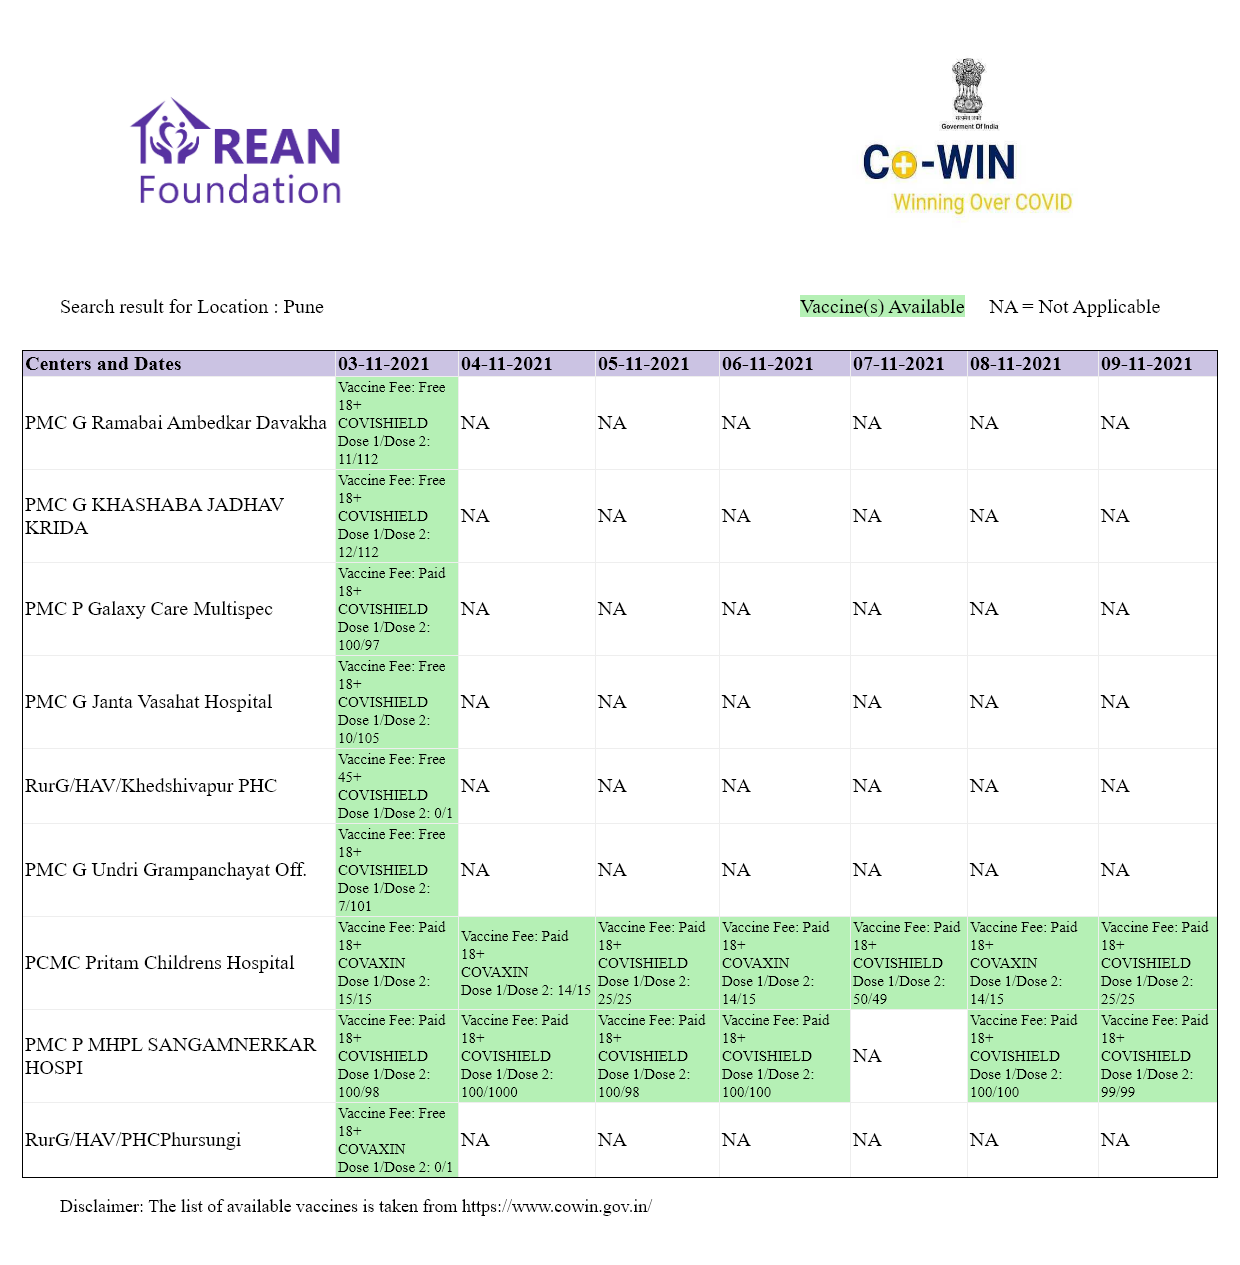 REAN
Foundation
सत्यमेव जयते
Goverment Of India
Co-WIN
Winning Over COVID
Search result for Location : Pune
Vaccine(s) Available NA = Not Applicable
Centers and Dates 03-11-2021 04-11-2021 05-11-2021 06-11-2021 07-11-2021 08-11-2021 09-11-2021
PMC G Ramabai Ambedkar Davakha
Vaccine Fee: Free
18+
COVISHIELD
Dose 1/Dose 2:
11/112
NA NA NA NA NA NA
PMC G KHASHABA JADHAV
KRIDA
Vaccine Fee: Free
18+
COVISHIELD
Dose 1/Dose 2:
12/112
NA NA NA NA NA NA
PMC P Galaxy Care Multispec
Vaccine Fee: Paid
18+
COVISHIELD
Dose 1/Dose 2:
100/97
NA NA NA NA NA NA
PMC G Janta Vasahat Hospital
Vaccine Fee: Free
18+
COVISHIELD
Dose 1/Dose 2:
10/105
NA NA NA NA NA NA
RurG/HAV/Khedshivapur PHC
Vaccine Fee: Free
45+
COVISHIELD
Dose 1/Dose 2: 0/1
NA NA NA NA NA NA
PMC G Undri Grampanchayat Off.
Vaccine Fee: Free
18+
COVISHIELD
Dose 1/Dose 2:
7/101
NA NA NA NA NA NA
PCMC Pritam Childrens Hospital
Vaccine Fee: Paid
18+
COVAXIN
Dose 1/Dose 2:
15/15
Vaccine Fee: Paid
18+
COVAXIN
Dose 1/Dose 2: 14/15
Vaccine Fee: Paid
18+
COVISHIELD
Dose 1/Dose 2:
25/25
Vaccine Fee: Paid
18+
COVAXIN
Dose 1/Dose 2:
14/15
Vaccine Fee: Paid
18+
COVISHIELD
Dose 1/Dose 2:
50/49
Vaccine Fee: Paid
18+
COVAXIN
Dose 1/Dose 2:
14/15
Vaccine Fee: Paid
18+
COVISHIELD
Dose 1/Dose 2:
25/25
PMC P MHPL SANGAMNERKAR
HOSPI
Vaccine Fee: Paid
18+
COVISHIELD
Dose 1/Dose 2:
100/98
Vaccine Fee: Paid
18+
COVISHIELD
Dose 1/Dose 2:
100/1000
Vaccine Fee: Paid
18+
COVISHIELD
Dose 1/Dose 2:
100/98
Vaccine Fee: Paid
18+
COVISHIELD
Dose 1/Dose 2:
100/100
NA
Vaccine Fee: Paid
18+
COVISHIELD
Dose 1/Dose 2:
100/100
Vaccine Fee: Paid
18+
COVISHIELD
Dose 1/Dose 2:
99/99
RurG/HAV/PHCPhursungi
Vaccine Fee: Free
18+
COVAXIN
Dose 1/Dose 2: 0/1
NA NA NA NA NA NA
Disclaimer: The list of available vaccines is taken from https://www.cowin.gov.in/